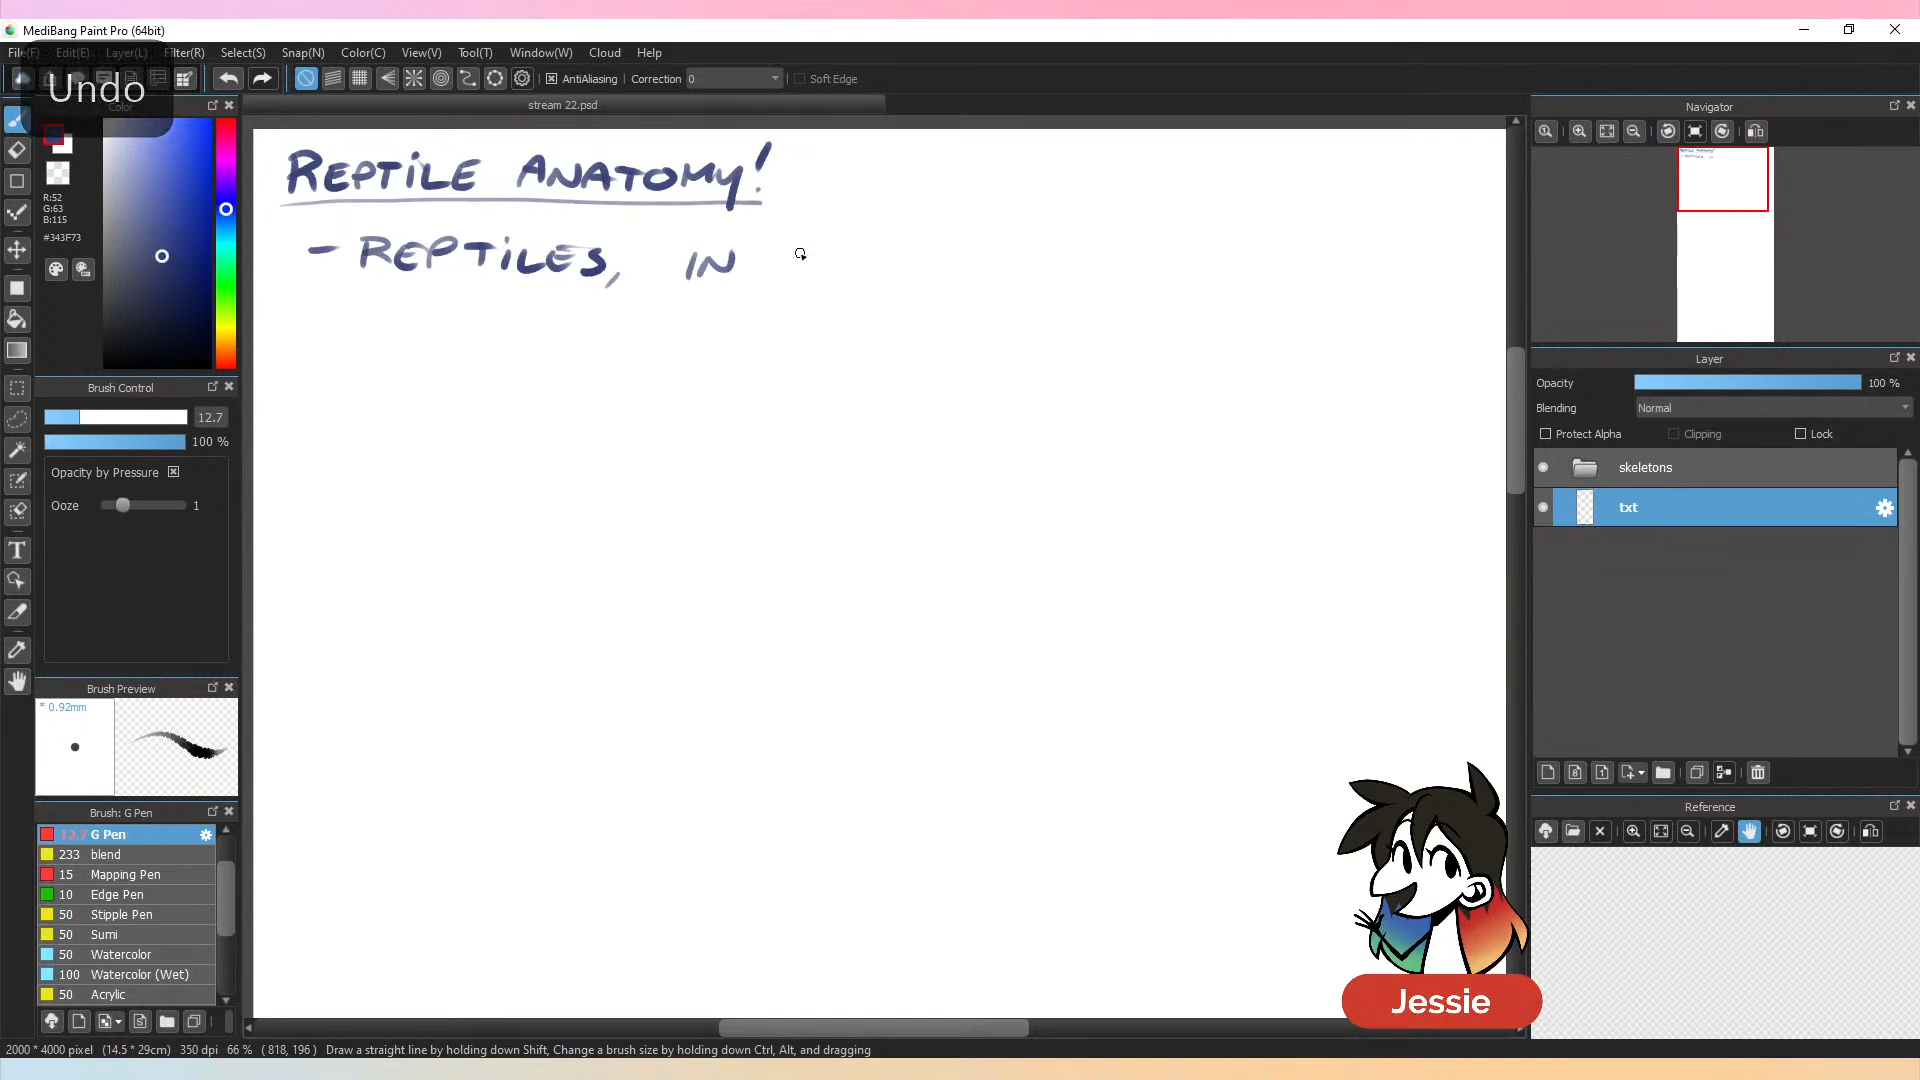 MediBang Paint Pro (64bit)
File(F) Edit(E) Layer(L) Filter(R) Select(S) Snap(N) Color(C) View(V) Tool(T) Window(W) Cloud Help
Undo
AntiAliasing Correction 0 Soft Edge
Color
stream 22.psd
Navigator
R:52
G:63
B:115
#343F73
REPTILE ANATOMY!
- REPTILES, IN
Brush Control
12.7
100 %
Opacity by Pressure
Ooze 1
Brush Preview
* 0.92mm
Brush: G Pen
12.7 G Pen
233 blend
15 Mapping Pen
10 Edge Pen
50 Stipple Pen
50 Sumi
50 Watercolor
100 Watercolor (Wet)
50 Acrylic
Layer
Opacity 100 %
Blending Normal
Protect Alpha Clipping Lock
skeletons
txt
Reference
Jessie
2000 * 4000 pixel (14.5 * 29cm) 350 dpi 66 % ( 818, 196 ) Draw a straight line by holding down Shift, Change a brush size by holding down Ctrl, Alt, and dragging